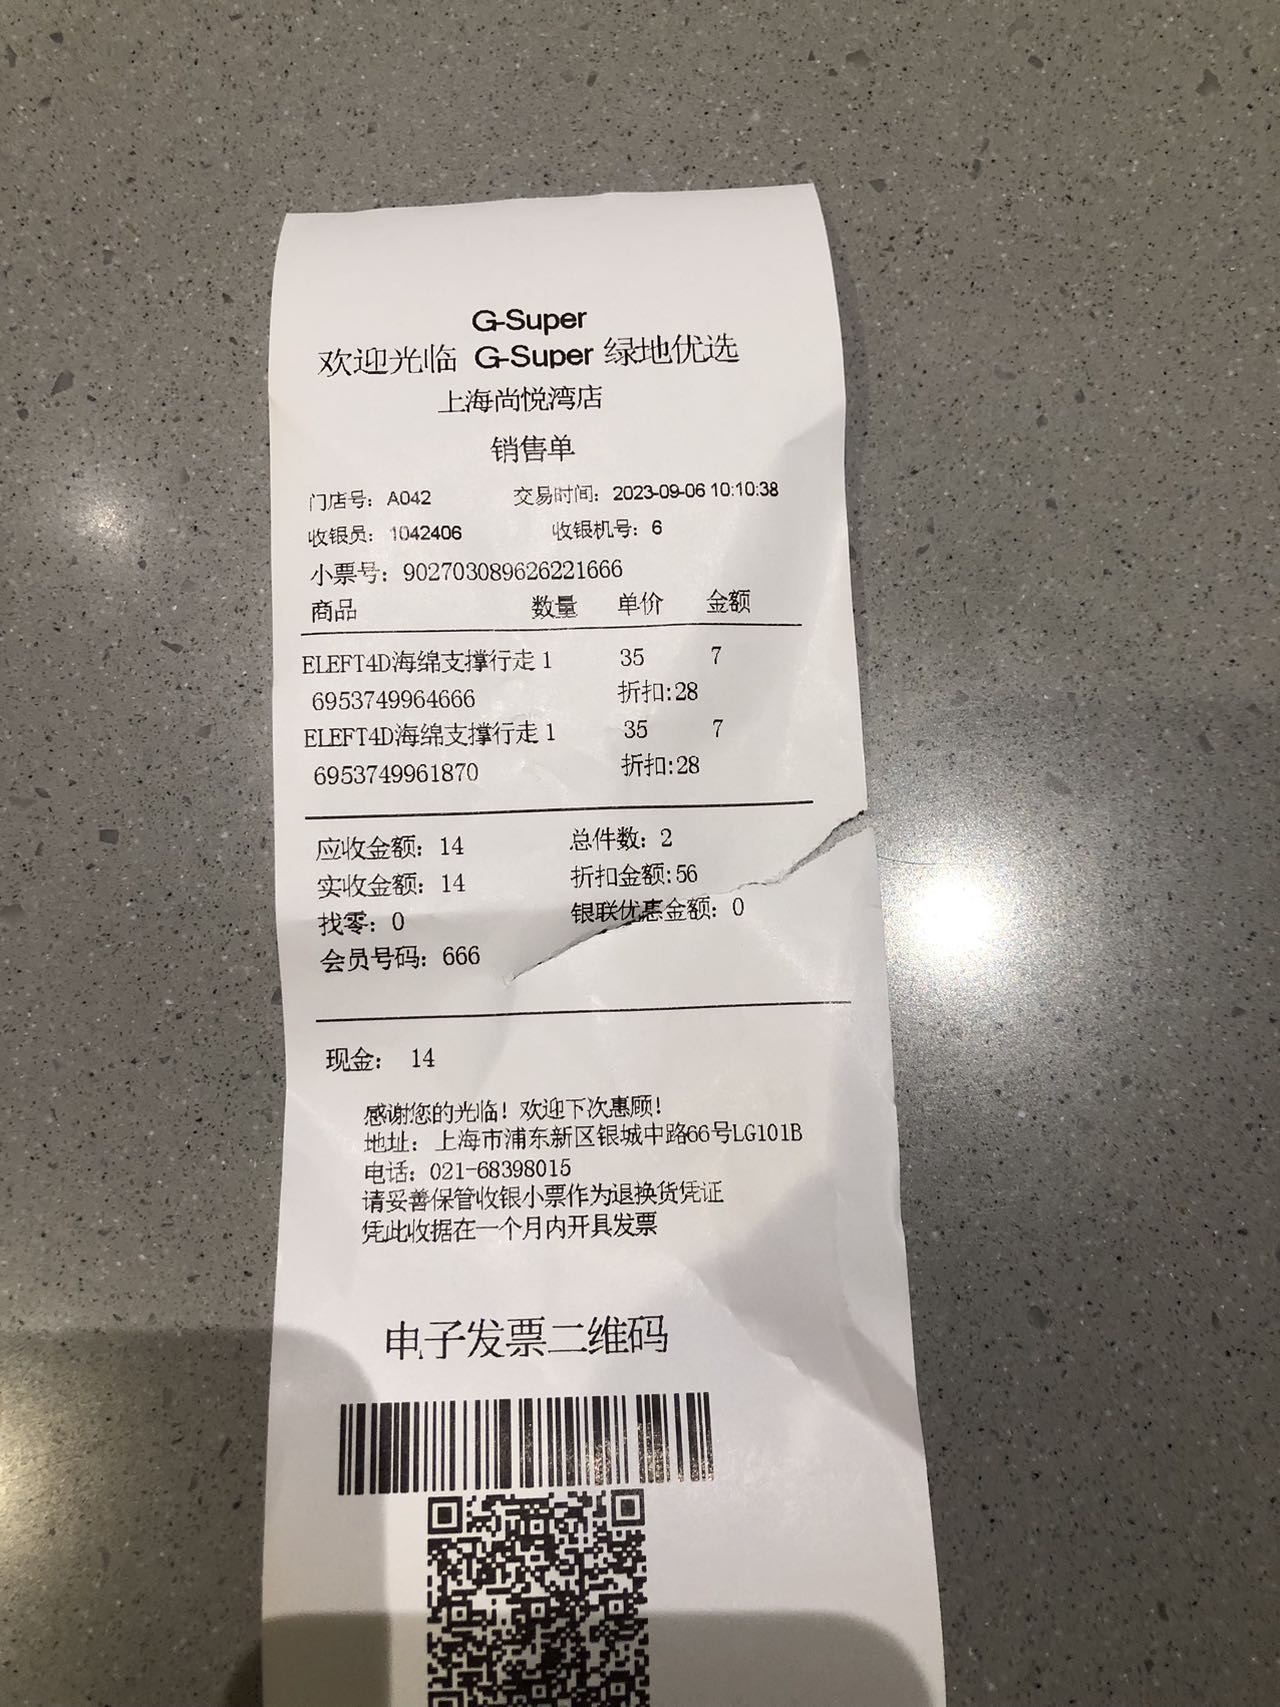 G-Super
欢迎光临 G-Super 绿地优选
上海尚悦湾店
销售单
门店号：A042 交易时间：2023-09-06 10:10:38
收银员：1042406 收银机号：6
小票号：902703089626221666
商品 数量 单价 金额
ELEFT4D海绵支撑行走 1 35 7
6953749964666 折扣:28
ELEFT4D海绵支撑行走 1 35 7
6953749961870 折扣:28
应收金额：14 总件数：2
实收金额：14 折扣金额:56
找零：0 银联优惠金额：0
会员号码：666
现金： 14
感谢您的光临！欢迎下次惠顾！
地址：上海市浦东新区银城中路66号LG101B
电话：021-68398015
请妥善保管收银小票作为退换货凭证
凭此收据在一个月内开具发票
电子发票二维码